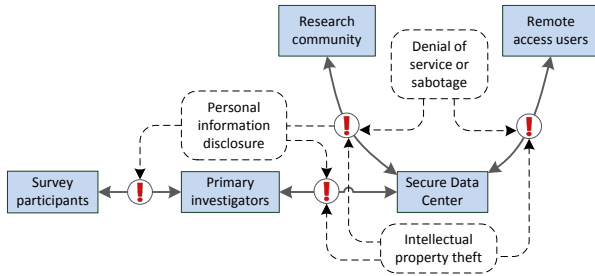 Research
community
Remote
access users
Denial of
service or
sabotage
Personal
information
disclosure
Survey
participants
Primary
investigators
Secure Data
Center
Intellectual
property theft